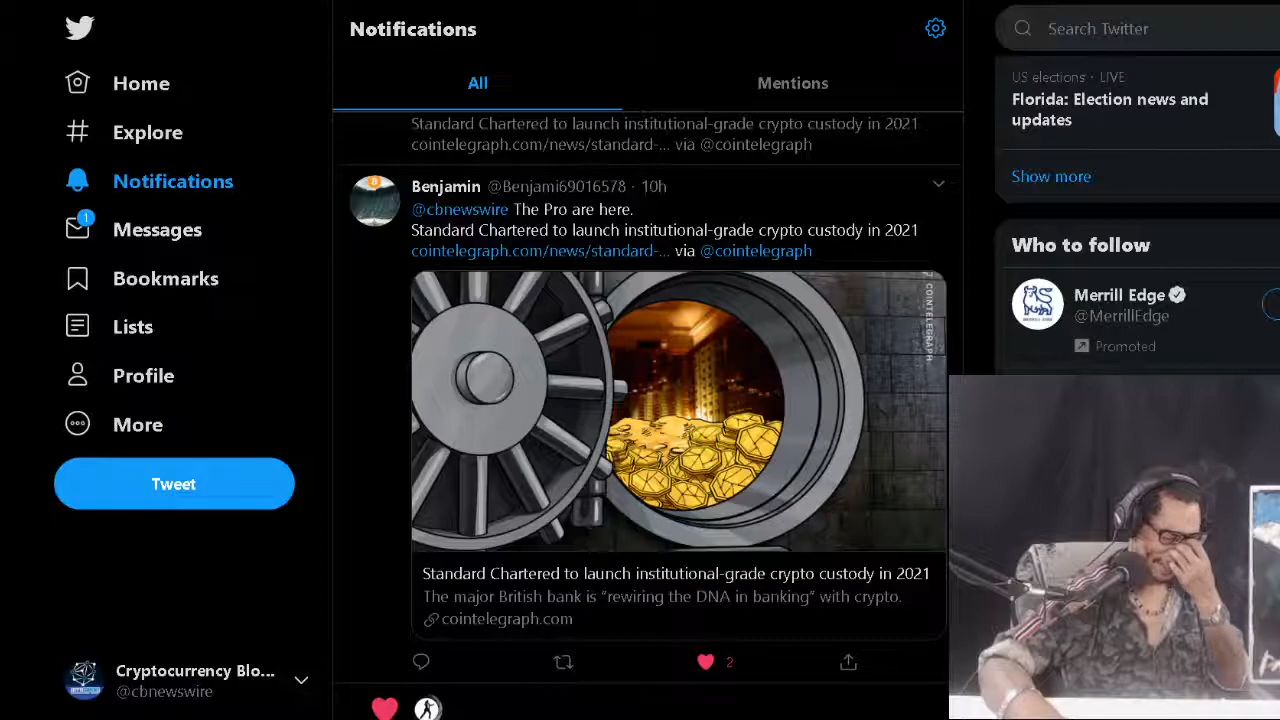 Home
Explore
Notifications
1
Messages
Bookmarks
Lists
Profile
More
Tweet
Cryptocurrency Blo...
@cbnewswire
Notifications
All
Mentions
Standard Chartered to launch institutional-grade crypto custody in 2021
cointelegraph.com/news/standard-... via @cointelegraph
Benjamin @Benjami69016578 · 10h
@cbnewswire The Pro are here.
Standard Chartered to launch institutional-grade crypto custody in 2021
cointelegraph.com/news/standard-... via @cointelegraph
COINTELEGRAPH
Standard Chartered to launch institutional-grade crypto custody in 2021
The major British bank is “rewiring the DNA in banking” with crypto.
cointelegraph.com
2
Search Twitter
US elections · LIVE
Florida: Election news and
updates
Show more
Who to follow
Merrill Edge
@MerrillEdge
Promoted